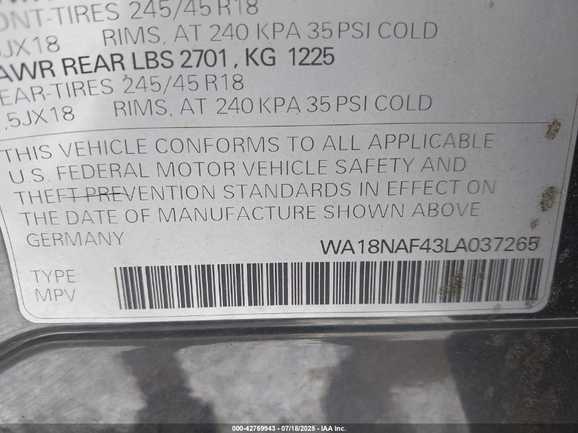 ONT-TIRES 245/45 R18
.5JX18 RIMS, AT 240 KPA 35 PSI COLD
AWR REAR LBS 2701, KG 1225
EAR-TIRES 245/45 R18
.5JX18 RIMS, AT 240 KPA 35 PSI COLD
THIS VEHICLE CONFORMS TO ALL APPLICABLE
U.S. FEDERAL MOTOR VEHICLE SAFETY AND
THEFT PREVENTION STANDARDS IN EFFECT ON
THE DATE OF MANUFACTURE SHOWN ABOVE
GERMANY WA18NAF43LA037265
TYPE
MPV
000-42769943 | 07/18/2025 | IAA Inc.